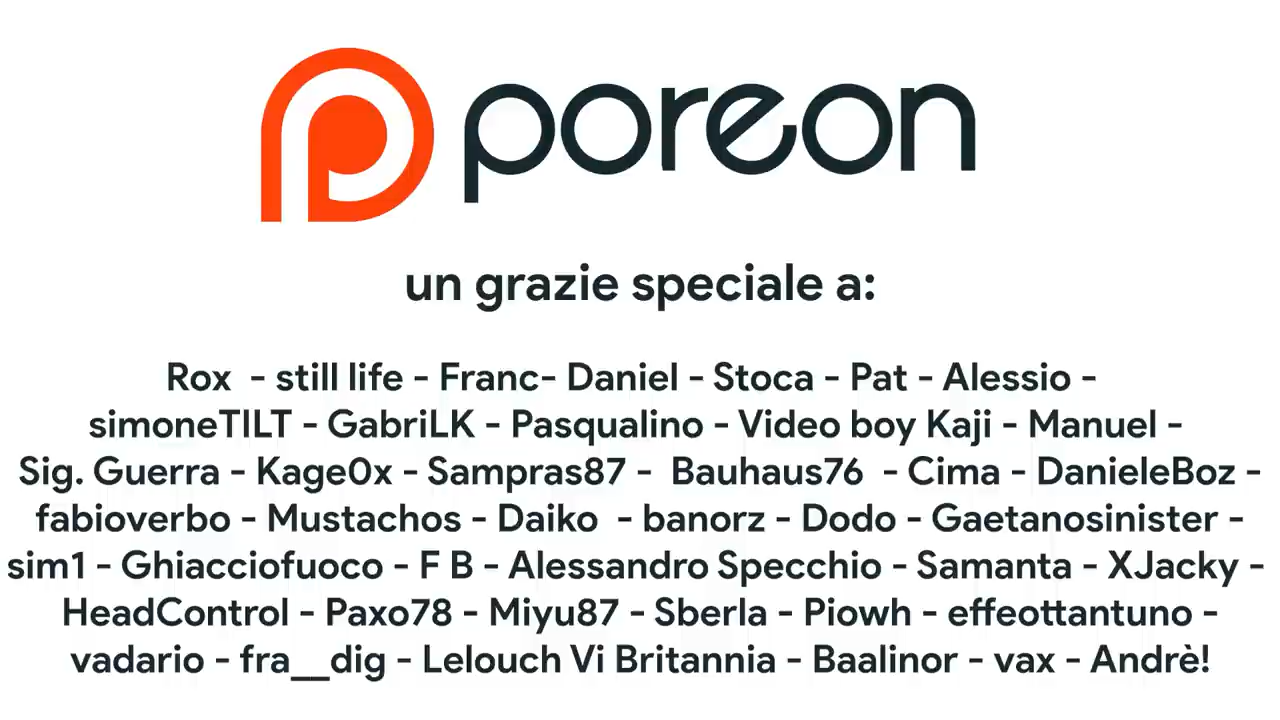 poreon
un grazie speciale a:
Rox - still life - Franc- Daniel - Stoca - Pat - Alessio -
simoneTILT - GabriLK - Pasqualino - Video boy Kaji - Manuel -
Sig. Guerra - Kage0x - Sampras87 - Bauhaus76 - Cima - DanieleBoz -
fabioverbo - Mustachos - Daiko - banorz - Dodo - Gaetanosinister -
sim1 - Ghiacciofuoco - F B - Alessandro Specchio - Samanta - XJacky -
HeadControl - Paxo78 - Miyu87 - Sberla - Piowh - effeottantuno -
vadario - fra__dig - Lelouch Vi Britannia - Baalinor - vax - Andrè!